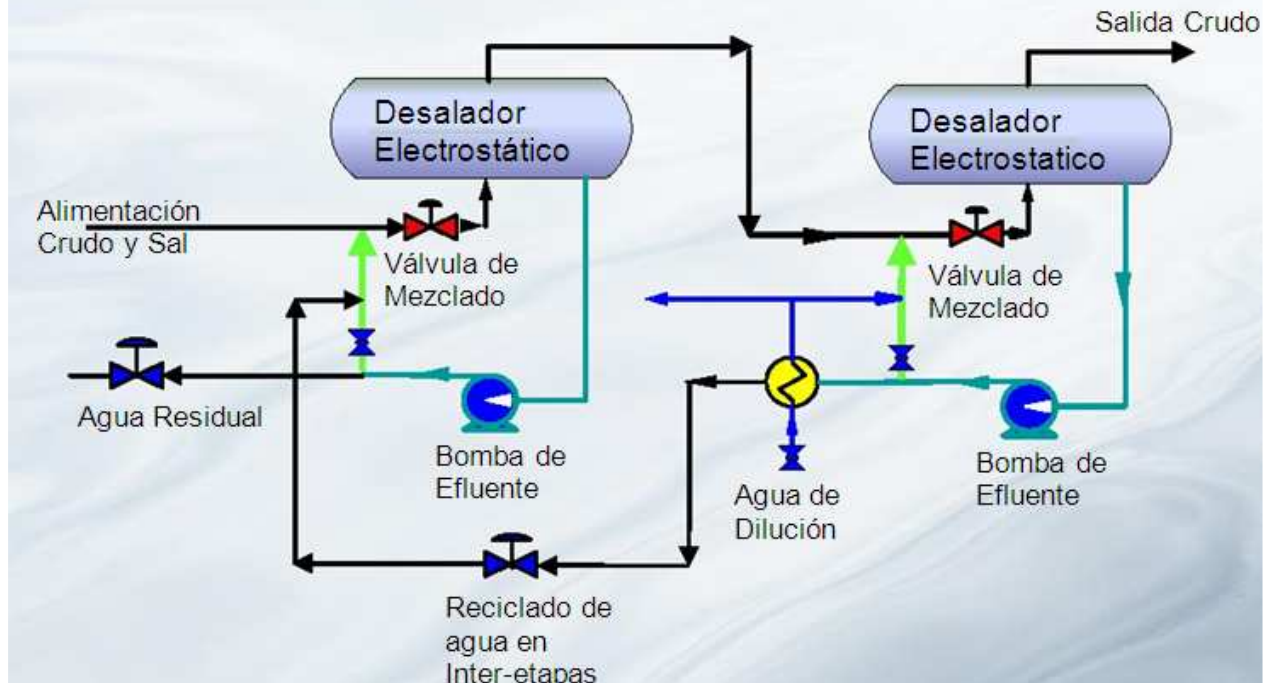 Salida Crudo
Desalador
Electrostático
Desalador
Electrostatico
Alimentación
Crudo y Sal
Válvula de
Mezclado
Válvula de
Mezclado
Agua Residual
Bomba de
Efluente
Agua de
Dilución
Bomba de
Efluente
Reciclado de
agua en
Inter-etapas